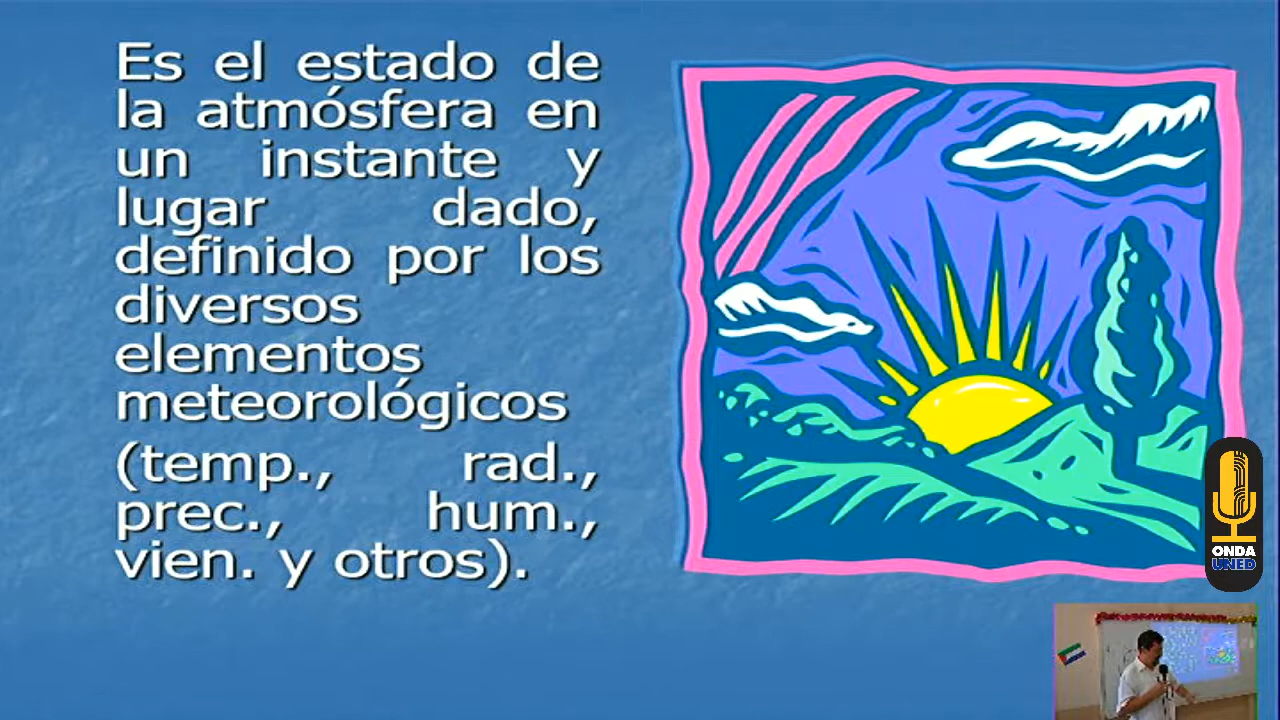 Es el estado de
la atmósfera en
un instante y
lugar dado,
definido por los
diversos
elementos
meteorológicos
(temp., rad.,
prec., hum.,
vien. y otros).
ONDA
UNED